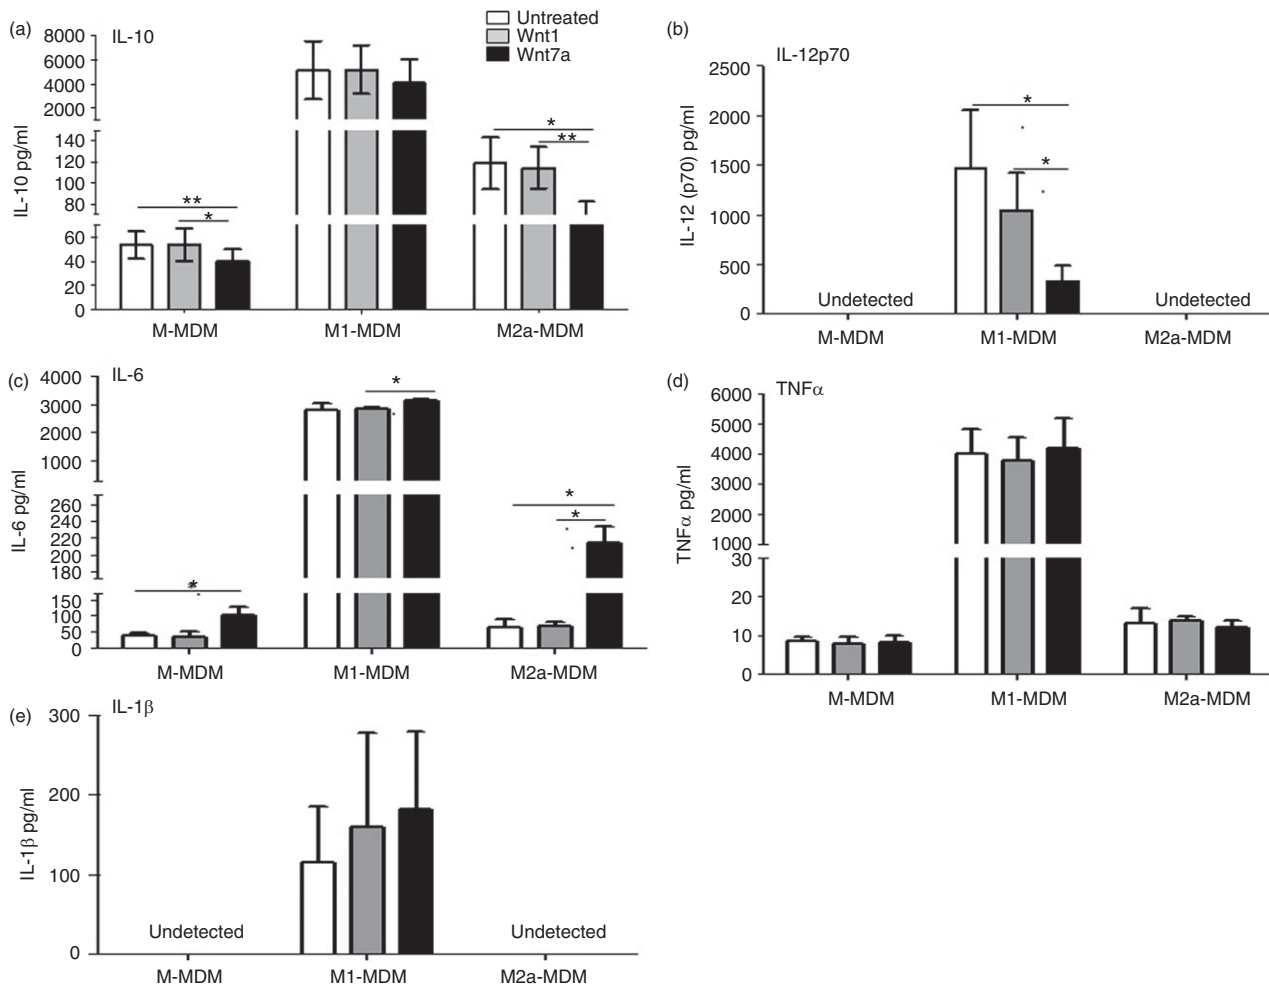 (a)
IL-10
Untreated
Wnt1
Wnt7a
IL-10 pg/ml
8000
6000
4000
2000
140
120
100
80
60
40
20
0
**
*
*
**
M-MDM
M1-MDM
M2a-MDM
(b)
IL-12p70
IL-12 (p70) pg/ml
2500
2000
1500
1000
500
0
*
*
Undetected
Undetected
M-MDM
M1-MDM
M2a-MDM
(c)
IL-6
IL-6 pg/ml
4000
3000
2000
1000
260
240
220
200
180
150
100
50
0
*
*
*
*
M-MDM
M1-MDM
M2a-MDM
(d)
TNFα
TNFα pg/ml
6000
5000
4000
3000
2000
1000
30
20
10
0
M-MDM
M1-MDM
M2a-MDM
(e)
IL-1β
IL-1β pg/ml
300
200
100
0
Undetected
Undetected
M-MDM
M1-MDM
M2a-MDM